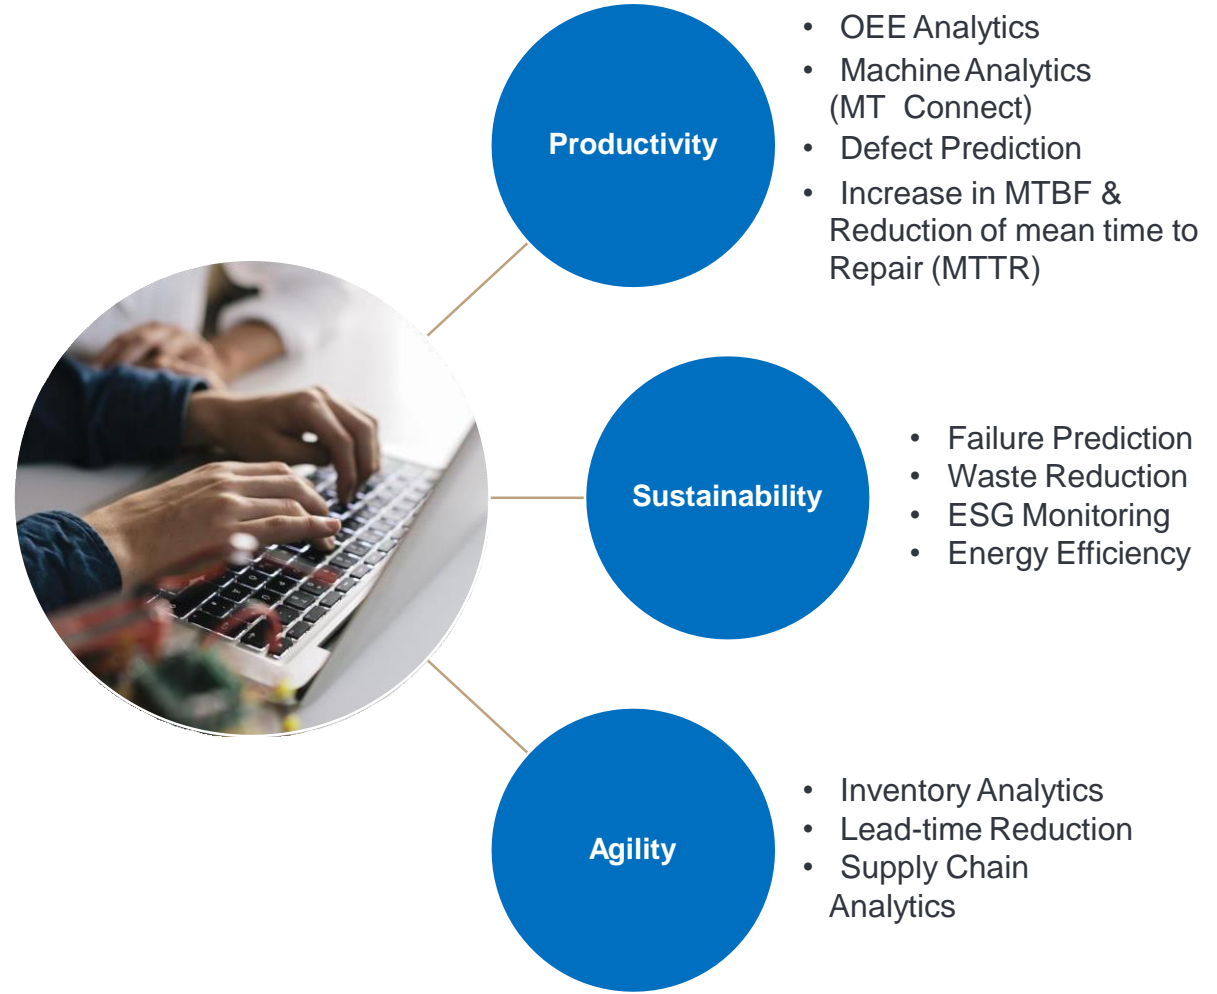 Productivity
• OEE Analytics
• Machine Analytics
(MT Connect)
• Defect Prediction
• Increase in MTBF &
Reduction of mean time to
Repair (MTTR)
Sustainability
• Failure Prediction
• Waste Reduction
• ESG Monitoring
• Energy Efficiency
Agility
• Inventory Analytics
• Lead-time Reduction
• Supply Chain
Analytics